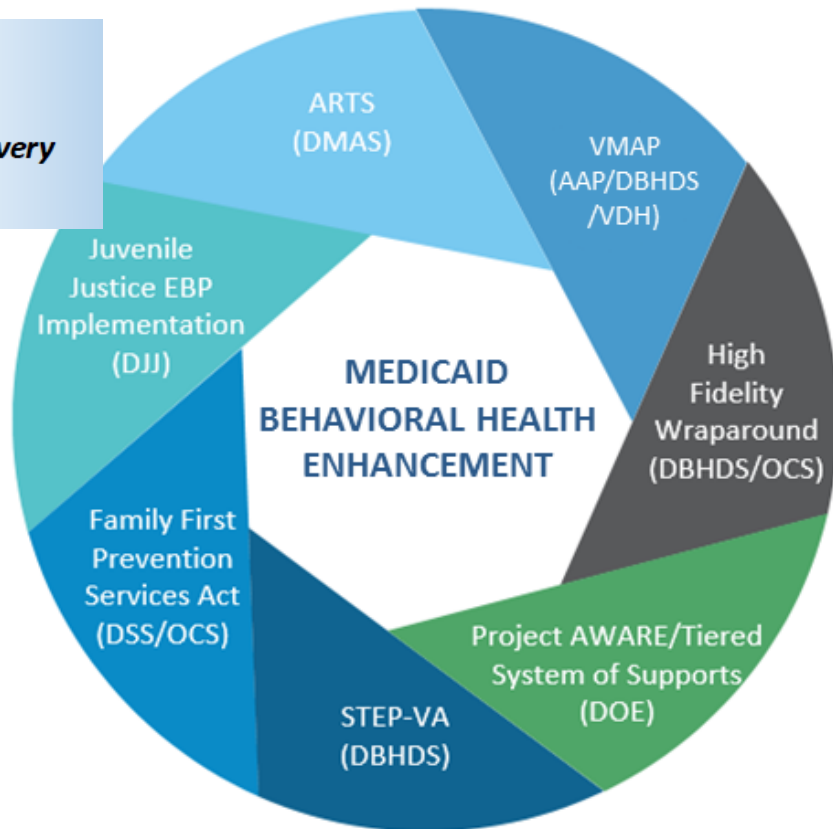 very
ARTS
(DMAS)
VMAP
(AAP/DBHDS
/VDH)
High
Fidelity
Wraparound
(DBHDS/OCS)
Project AWARE/Tiered
System of Supports
(DOE)
STEP-VA
(DBHDS)
Family First
Prevention
Services Act
(DSS/OCS)
Juvenile
Justice EBP
Implementation
(DJJ)
MEDICAID
BEHAVIORAL HEALTH
ENHANCEMENT